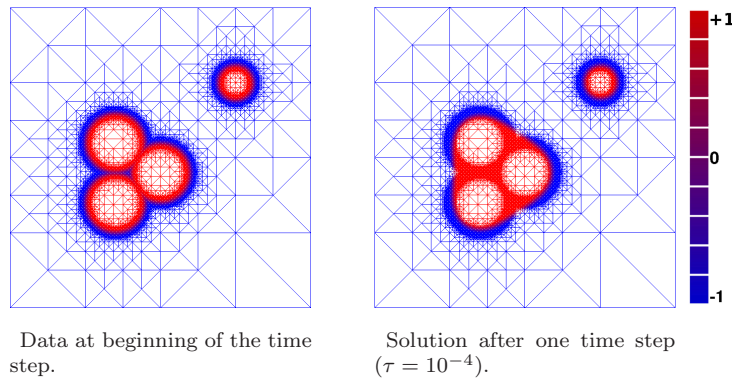 +1
0
-1
Data at beginning of the time
step.
Solution after one time step
(τ = 10⁻⁴).